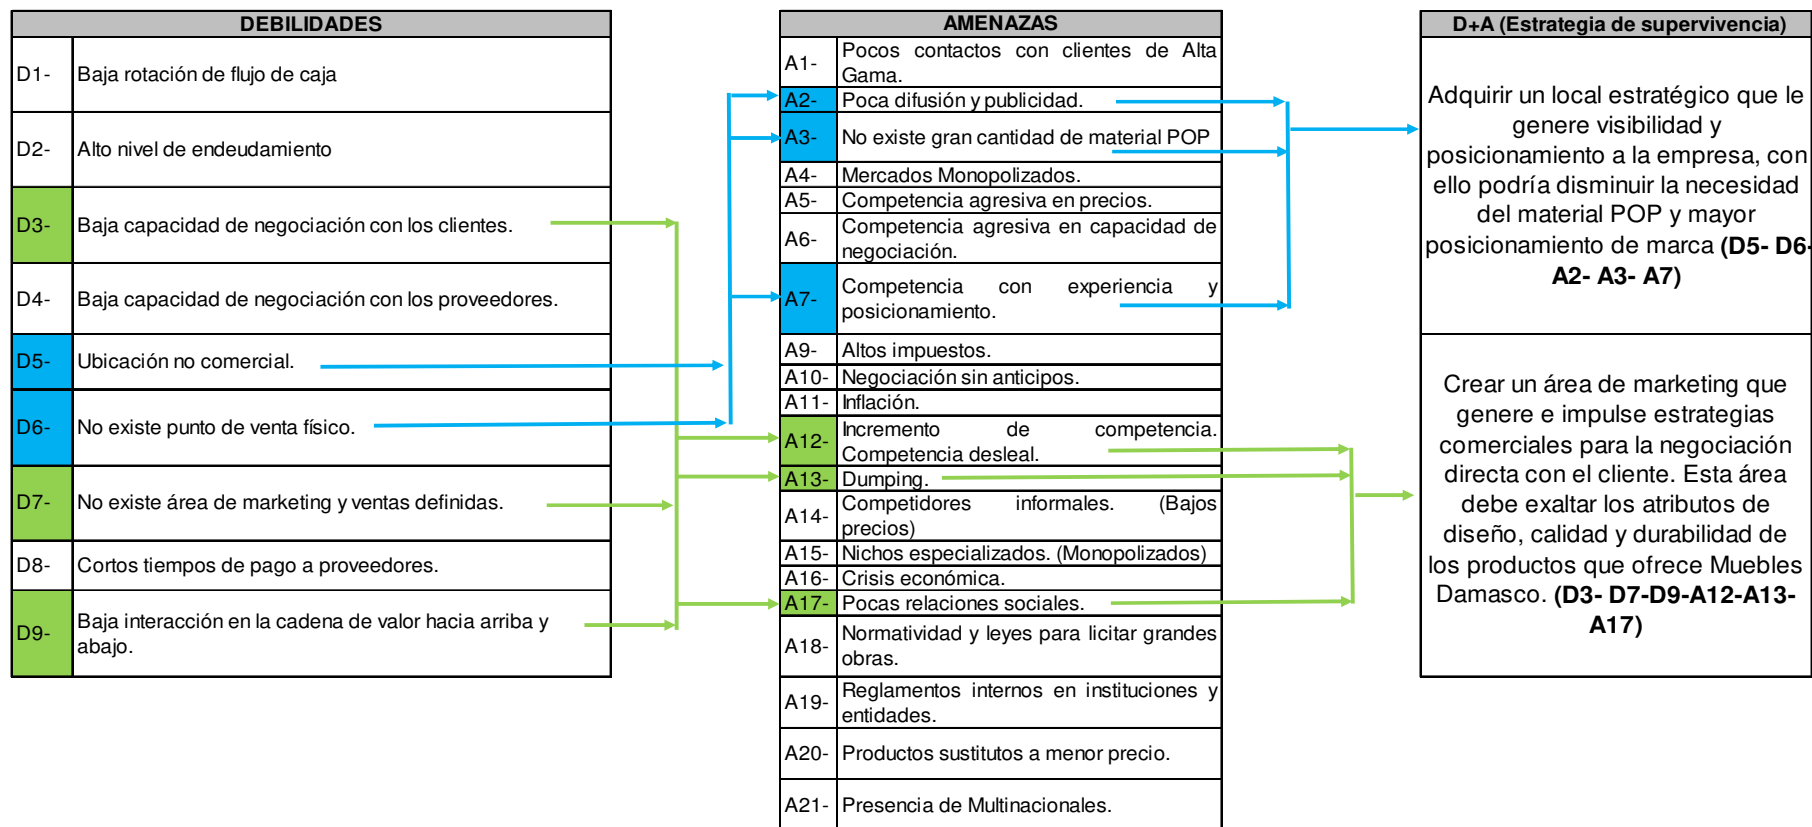 DEBILIDADES
D1- Baja rotación de flujo de caja
D2- Alto nivel de endeudamiento
D3- Baja capacidad de negociación con los clientes.
D4- Baja capacidad de negociación con los proveedores.
D5- Ubicación no comercial.
D6- No existe punto de venta físico.
D7- No existe área de marketing y ventas definidas.
D8- Cortos tiempos de pago a proveedores.
D9- Baja interacción en la cadena de valor hacia arriba y
abajo.
AMENAZAS
A1- Pocos contactos con clientes de Alta
Gama.
A2- Poca difusión y publicidad.
A3- No existe gran cantidad de material POP
A4- Mercados Monopolizados.
A5- Competencia agresiva en precios.
A6- Competencia agresiva en capacidad de
negociación.
A7- Competencia con experiencia y
posicionamiento.
A9- Altos impuestos.
A10- Negociación sin anticipos.
A11- Inflación.
A12- Incremento de competencia.
Competencia desleal.
A13- Dumping.
A14- Competidores informales. (Bajos
precios)
A15- Nichos especializados. (Monopolizados)
A16- Crisis económica.
A17- Pocas relaciones sociales.
A18- Normatividad y leyes para licitar grandes
obras.
A19- Reglamentos internos en instituciones y
entidades.
A20- Productos sustitutos a menor precio.
A21- Presencia de Multinacionales.
D+A (Estrategia de supervivencia)
Adquirir un local estratégico que le
genere visibilidad y
posicionamiento a la empresa, con
ello podría disminuir la necesidad
del material POP y mayor
posicionamiento de marca (D5- D6-
A2- A3- A7)
Crear un área de marketing que
genere e impulse estrategias
comerciales para la negociación
directa con el cliente. Esta área
debe exaltar los atributos de
diseño, calidad y durabilidad de
los productos que ofrece Muebles
Damasco. (D3- D7-D9-A12-A13-
A17)